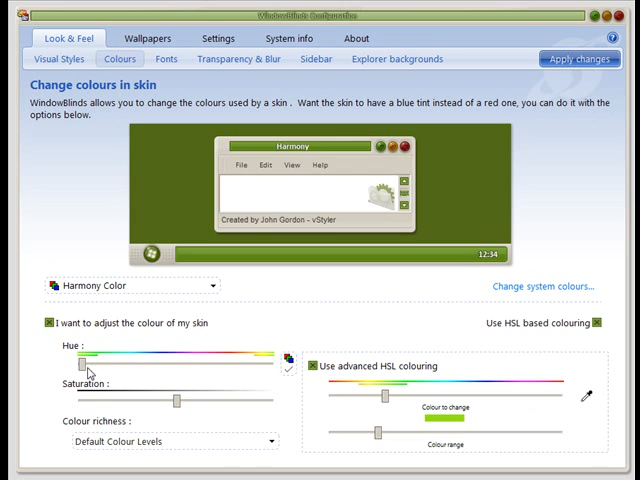 WindowBlinds Configuration
Look & Feel Wallpapers Settings System info About
Visual Styles Colours Fonts Transparency & Blur Sidebar Explorer backgrounds Apply changes
Change colours in skin
WindowBlinds allows you to change the colours used by a skin . Want the skin to have a blue tint instead of a red one, you can do it with the
options below.
Harmony
File Edit View Help
Created by John Gordon - vStyler
12:34
Harmony Color
Change system colours...
I want to adjust the colour of my skin
Use HSL based colouring
Hue :
Use advanced HSL colouring
Saturation :
Colour to change
Colour richness :
Default Colour Levels
Colour range